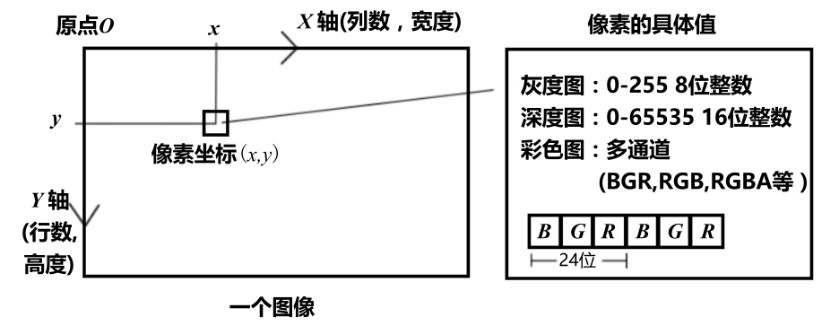 原点O
x
X 轴(列数，宽度)
像素的具体值
y
像素坐标(x,y)
Y 轴
(行数,
高度)
一个图像
灰度图：0-255 8位整数
深度图：0-65535 16位整数
彩色图：多通道
(BGR,RGB,RGBA等 )
B G R B G R
24位